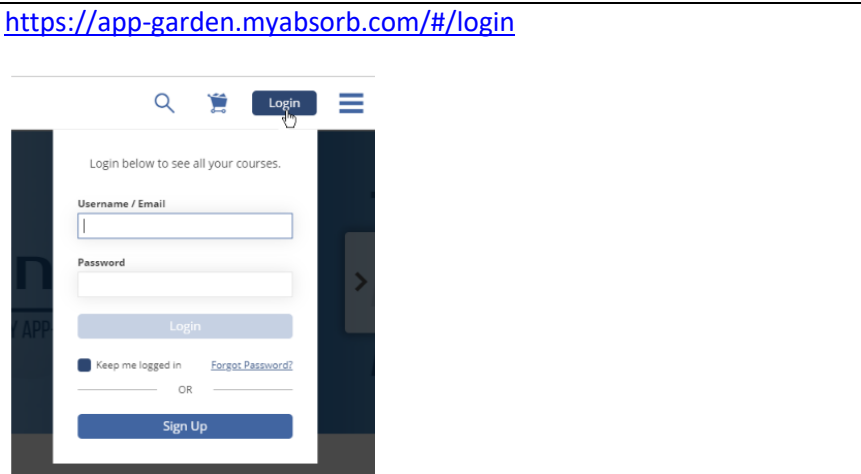 https://app-garden.myabsorb.com/#/login
Login
Login below to see all your courses.
Username / Email
Password
Login
Y APP
Keep me logged in Forgot Password?
OR
Sign Up